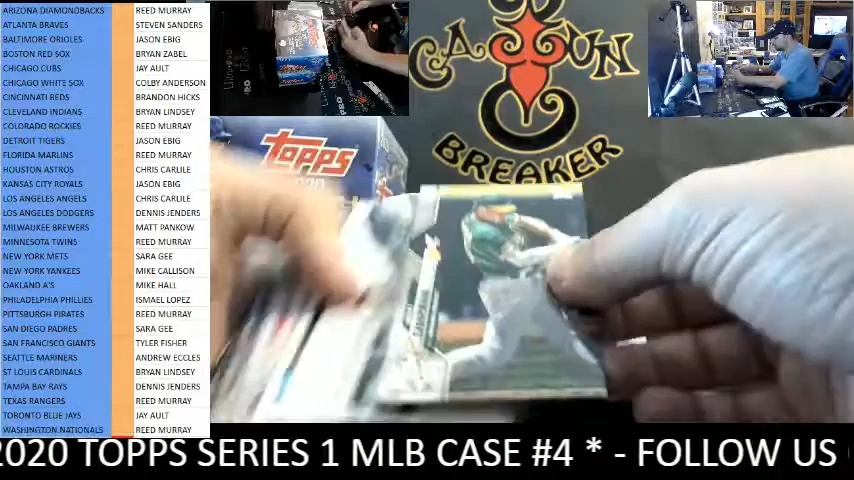 ARIZONA DIAMONDBACKS REED MURRAY
ATLANTA BRAVES STEVEN SANDERS
BALTIMORE ORIOLES JASON EBIG
BOSTON RED SOX BRYAN ZABEL
CHICAGO CUBS JAY AULT
CHICAGO WHITE SOX COLBY ANDERSON
CINCINNATI REDS BRANDON HICKS
CLEVELAND INDIANS BRYAN LINDSEY
COLORADO ROCKIES REED MURRAY
DETROIT TIGERS JASON EBIG
FLORIDA MARLINS REED MURRAY
HOUSTON ASTROS CHRIS CARLILE
KANSAS CITY ROYALS JASON EBIG
LOS ANGELES ANGELS CHRIS CARLILE
LOS ANGELES DODGERS DENNIS JENDERS
MILWAUKEE BREWERS MATT PANKOW
MINNESOTA TWINS REED MURRAY
NEW YORK METS SARA GEE
NEW YORK YANKEES MIKE CALLISON
OAKLAND A'S MIKE HALL
PHILADELPHIA PHILLIES ISMAEL LOPEZ
PITTSBURGH PIRATES REED MURRAY
SAN DIEGO PADRES SARA GEE
SAN FRANCISCO GIANTS TYLER FISHER
SEATTLE MARINERS ANDREW ECCLES
ST LOUIS CARDINALS BRYAN LINDSEY
TAMPA BAY RAYS DENNIS JENDERS
TEXAS RANGERS REED MURRAY
TORONTO BLUE JAYS JAY AULT
WASHINGTON NATIONALS REED MURRAY
CAJUN
BREAKER
topps
2020 TOPPS SERIES 1 MLB CASE #4 * - FOLLOW US